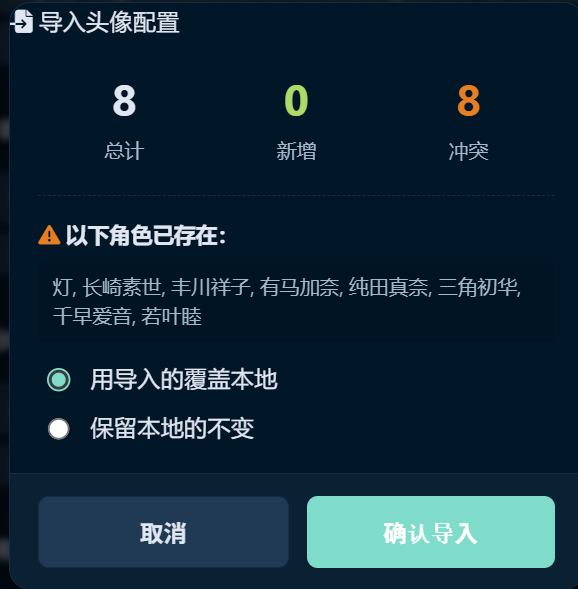 导入头像配置
8 0 8
总计 新增 冲突
以下角色已存在：
灯, 长崎素世, 丰川祥子, 有马加奈, 纯田真奈, 三角初华,
千早爱音, 若叶睦
用导入的覆盖本地
保留本地的不变
取消 确认导入